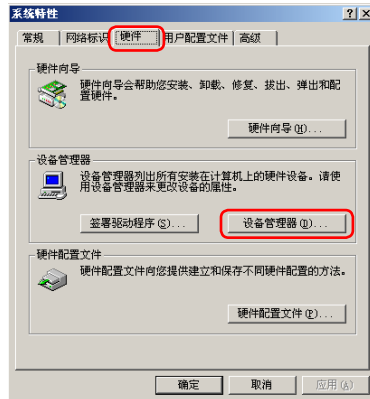 系统特性
常规 网络标识 硬件 用户配置文件 高级
硬件向导
硬件向导会帮助您安装、卸载、修复、拔出、弹出和配
置硬件。
硬件向导(H)...
设备管理器
设备管理器列出所有安装在计算机上的硬件设备。请使
用设备管理器来更改设备的属性。
签署驱动程序(S)... 设备管理器(D)...
硬件配置文件
硬件配置文件向您提供建立和保存不同硬件配置的方法。
硬件配置文件(P)...
确定 取消 应用(A)